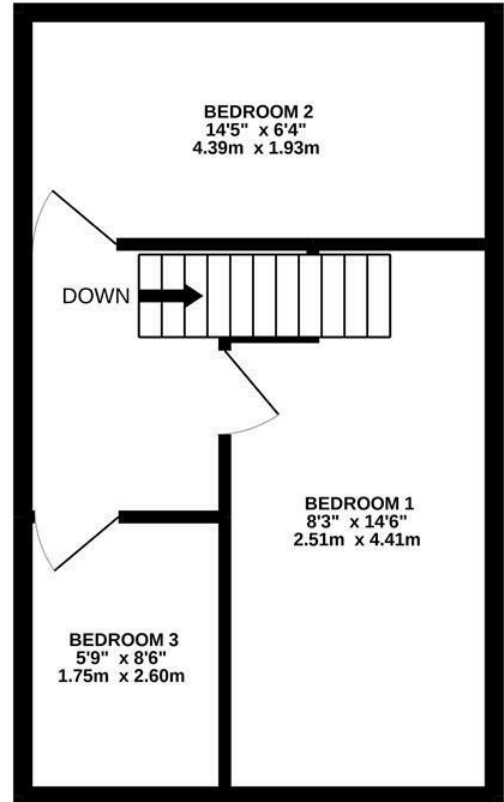 BEDROOM 2
14'5" x 6'4"
4.39m x 1.93m
DOWN
BEDROOM 1
8'3" x 14'6"
2.51m x 4.41m
BEDROOM 3
5'9" x 8'6"
1.75m x 2.60m